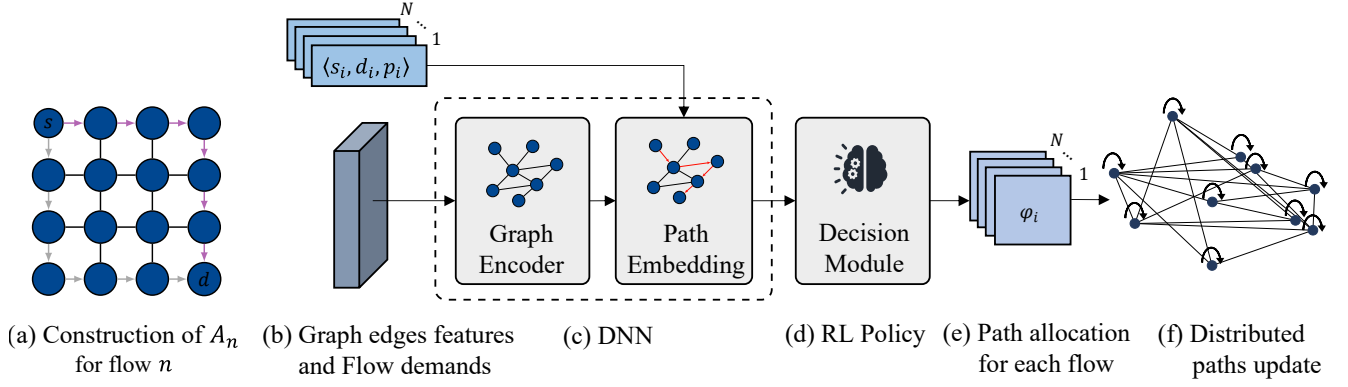 N
...
1
⟨s_i, d_i, p_i⟩
s
d
Graph
Encoder
Path
Embedding
Decision
Module
N
...
1
φ_i
(a) Construction of A_n
for flow n
(b) Graph edges features
and Flow demands
(c) DNN
(d) RL Policy
(e) Path allocation
for each flow
(f) Distributed
paths update